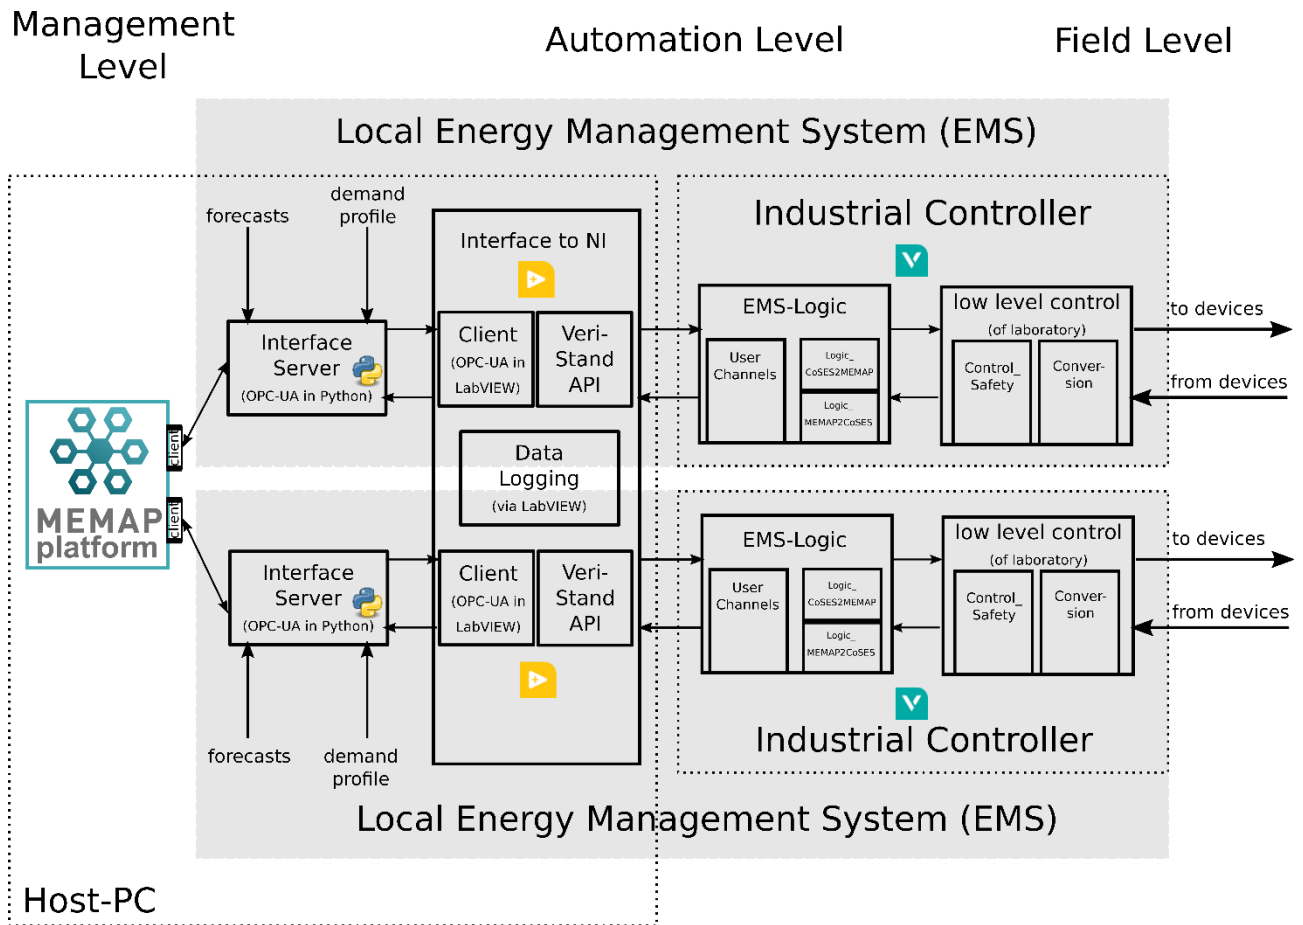 Management
Level
Automation Level
Field Level
Local Energy Management System (EMS)
forecasts
demand
profile
Interface to NI
Industrial Controller
Interface
Server
(OPC-UA in Python)
Client
(OPC-UA in
LabVIEW)
Veri-
Stand
API
EMS-Logic
User
Channels
Logic_
CoSES2MEMAP
Logic_
MEMAP2CoSES
low level control
(of laboratory)
Control_
Safety
Conver-
sion
to devices
from devices
client
client
MEMAP
platform
Data
Logging
(via LabVIEW)
Interface
Server
(OPC-UA in Python)
Client
(OPC-UA in
LabVIEW)
Veri-
Stand
API
EMS-Logic
User
Channels
Logic_
CoSES2MEMAP
Logic_
MEMAP2CoSES
low level control
(of laboratory)
Control_
Safety
Conver-
sion
to devices
from devices
forecasts
demand
profile
Industrial Controller
Local Energy Management System (EMS)
Host-PC